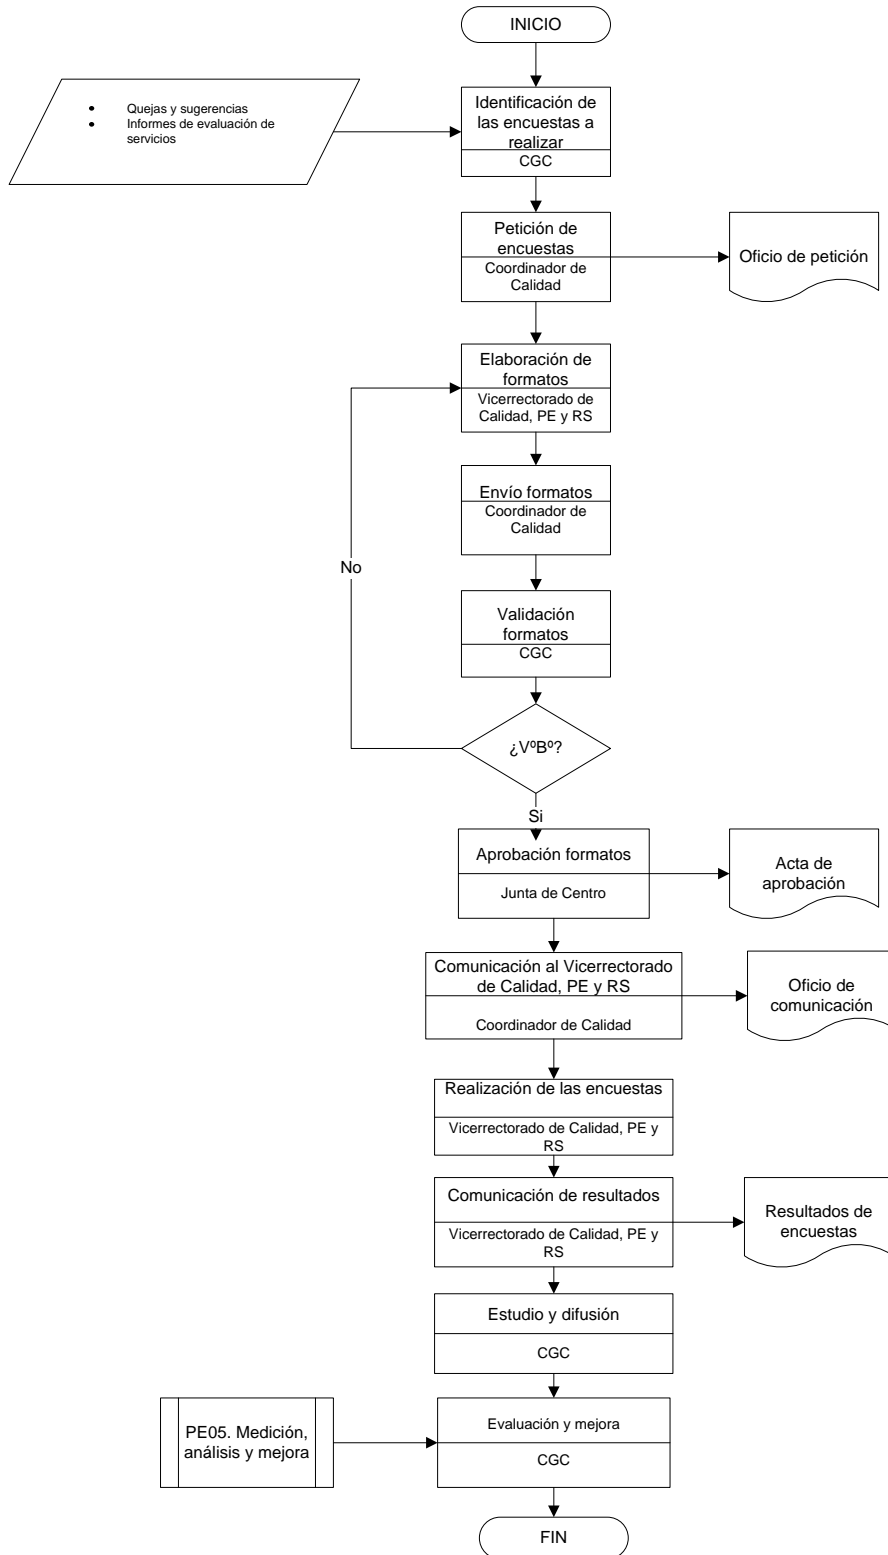 INICIO
• Quejas y sugerencias
• Informes de evaluación de
servicios
Identificación de
las encuestas a
realizar
CGC
Petición de
encuestas
Coordinador de
Calidad
Oficio de petición
Elaboración de
formatos
Vicerrectorado de
Calidad, PE y RS
Envío formatos
Coordinador de
Calidad
No
Validación
formatos
CGC
¿VºBº?
Si
Aprobación formatos
Junta de Centro
Acta de
aprobación
Comunicación al Vicerrectorado
de Calidad, PE y RS
Coordinador de Calidad
Oficio de
comunicación
Realización de las encuestas
Vicerrectorado de Calidad, PE y
RS
Comunicación de resultados
Vicerrectorado de Calidad, PE y
RS
Resultados de
encuestas
Estudio y difusión
CGC
PE05. Medición,
análisis y mejora
Evaluación y mejora
CGC
FIN